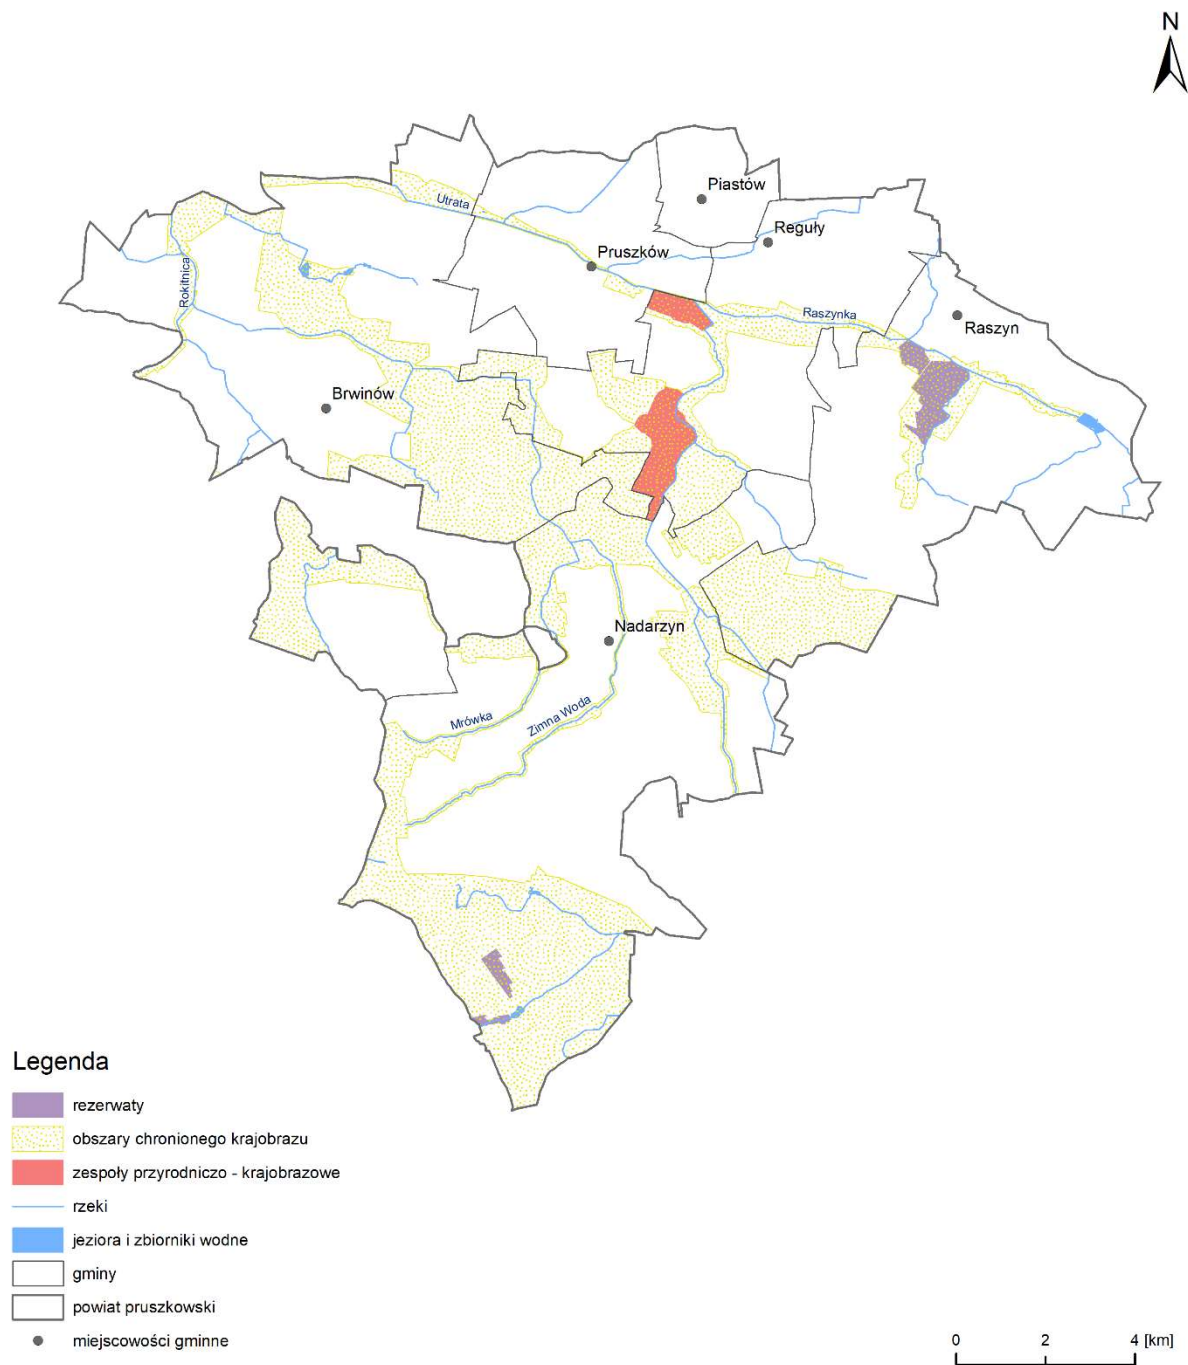 N
Piastów
Utrata
Reguły
Pruszków
Rokitnica
Raszynka
Raszyn
Brwinów
Nadarzyn
Mrówka
Zimna Woda
Legenda
rezerwaty
obszary chronionego krajobrazu
zespoły przyrodniczo - krajobrazowe
rzeki
jeziora i zbiorniki wodne
gminy
powiat pruszkowski
miejscowości gminne
0 2 4 [km]